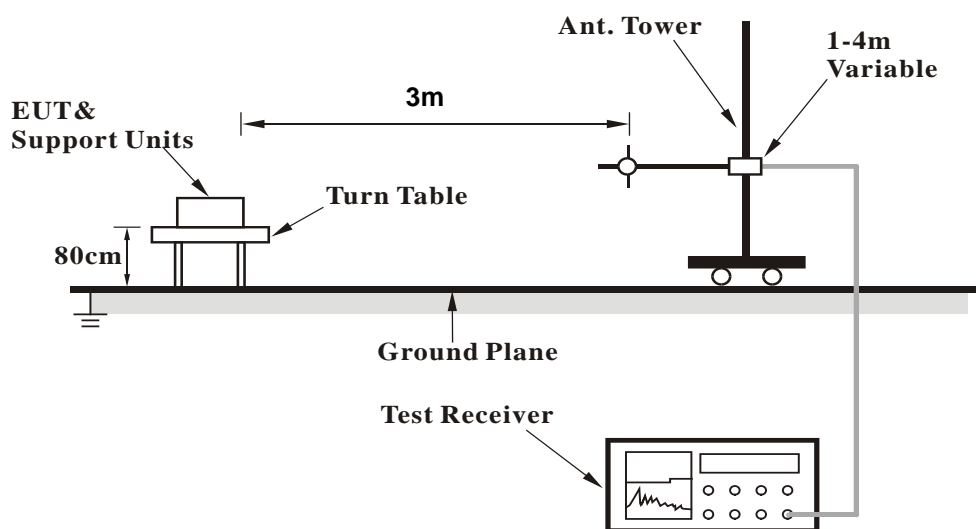 Ant. Tower
1-4m
Variable
3m
EUT&
Support Units
Turn Table
80cm
Ground Plane
Test Receiver